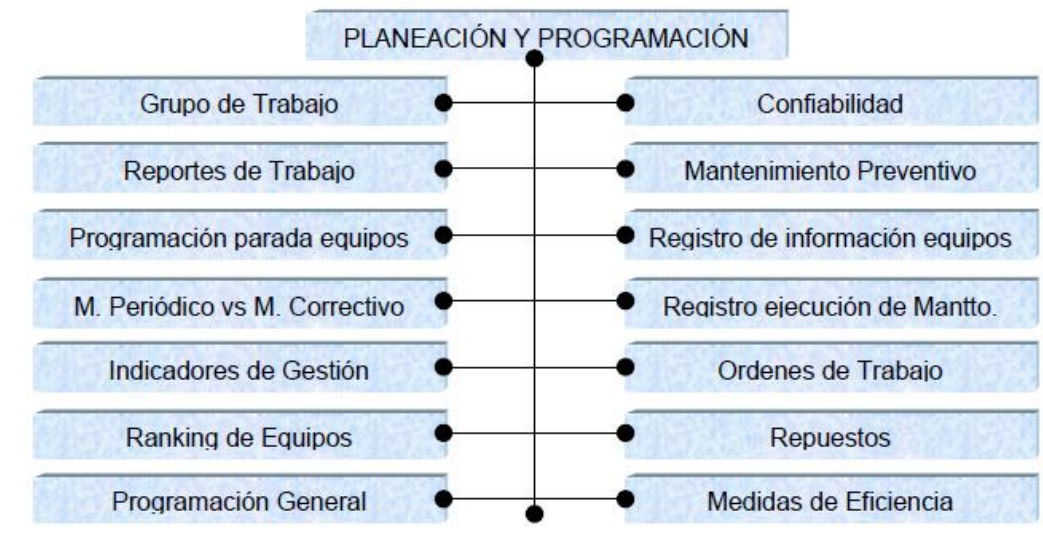 PLANEACIÓN Y PROGRAMACIÓN
Grupo de Trabajo
Confiabilidad
Reportes de Trabajo
Mantenimiento Preventivo
Programación parada equipos
Registro de información equipos
M. Periódico vs M. Correctivo
Registro ejecución de Mantto.
Indicadores de Gestión
Ordenes de Trabajo
Ranking de Equipos
Repuestos
Programación General
Medidas de Eficiencia